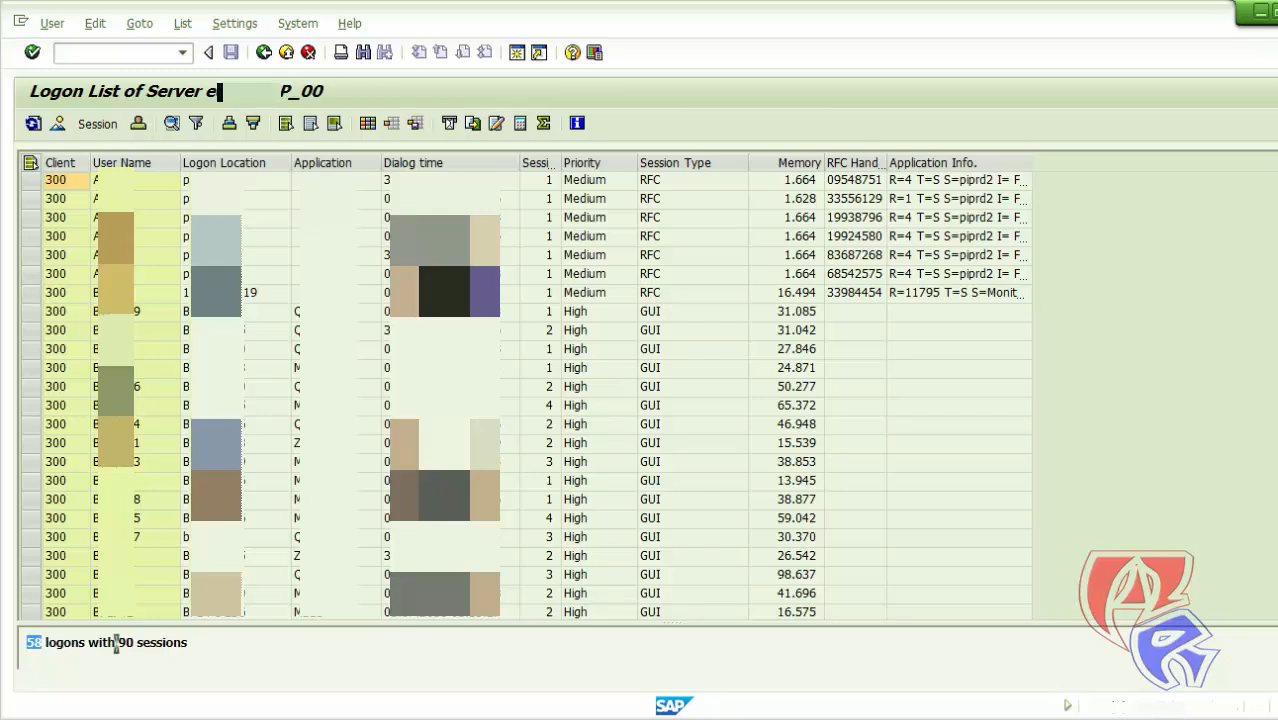 User Edit Goto List Settings System Help
Logon List of Server e P_00
Session
Client User Name Logon Location Application Dialog time Sessi.. Priority Session Type Memory RFC Hand.. Application Info.
300 A p 3 1 Medium RFC 1.664 09548751 R=4 T=S S=piprd2 I= F...
300 A p 0 1 Medium RFC 1.628 33556129 R=1 T=S S=piprd2 I= F...
300 A p 0 1 Medium RFC 1.664 19938796 R=4 T=S S=piprd2 I= F...
300 A p 0 1 Medium RFC 1.664 19924580 R=4 T=S S=piprd2 I= F...
300 A p 3 1 Medium RFC 1.664 83687268 R=4 T=S S=piprd2 I= F...
300 A p 0 1 Medium RFC 1.664 68542575 R=4 T=S S=piprd2 I= F...
300 B 1 19 0 1 Medium RFC 16.494 33984454 R=11795 T=S S=Monit...
300 B 9 B Q 0 1 High GUI 31.085
300 B B Q 3 2 High GUI 31.042
300 B B Q 0 1 High GUI 27.846
300 B B M 0 1 High GUI 24.871
300 B 6 B Q 0 2 High GUI 50.277
300 B B M 0 4 High GUI 65.372
300 B 4 B Q 0 2 High GUI 46.948
300 B 1 B Z 0 2 High GUI 15.539
300 B 3 B M 0 3 High GUI 38.853
300 B B M 0 1 High GUI 13.945
300 B 8 B M 0 1 High GUI 38.877
300 B 5 B M 0 4 High GUI 59.042
300 B 7 b Q 0 3 High GUI 30.370
300 B B Z 3 2 High GUI 26.542
300 B B Q 0 3 High GUI 98.637
300 B B M 0 2 High GUI 41.696
300 B B M 0 2 High GUI 16.575
58 logons with 90 sessions
SAP